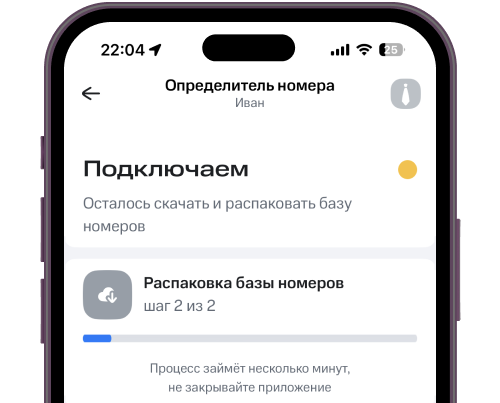 22:04
25
Определитель номера
Иван
Подключаем
Осталось скачать и распаковать базу
номеров
Распаковка базы номеров
шаг 2 из 2
Процесс займёт несколько минут,
не закрывайте приложение